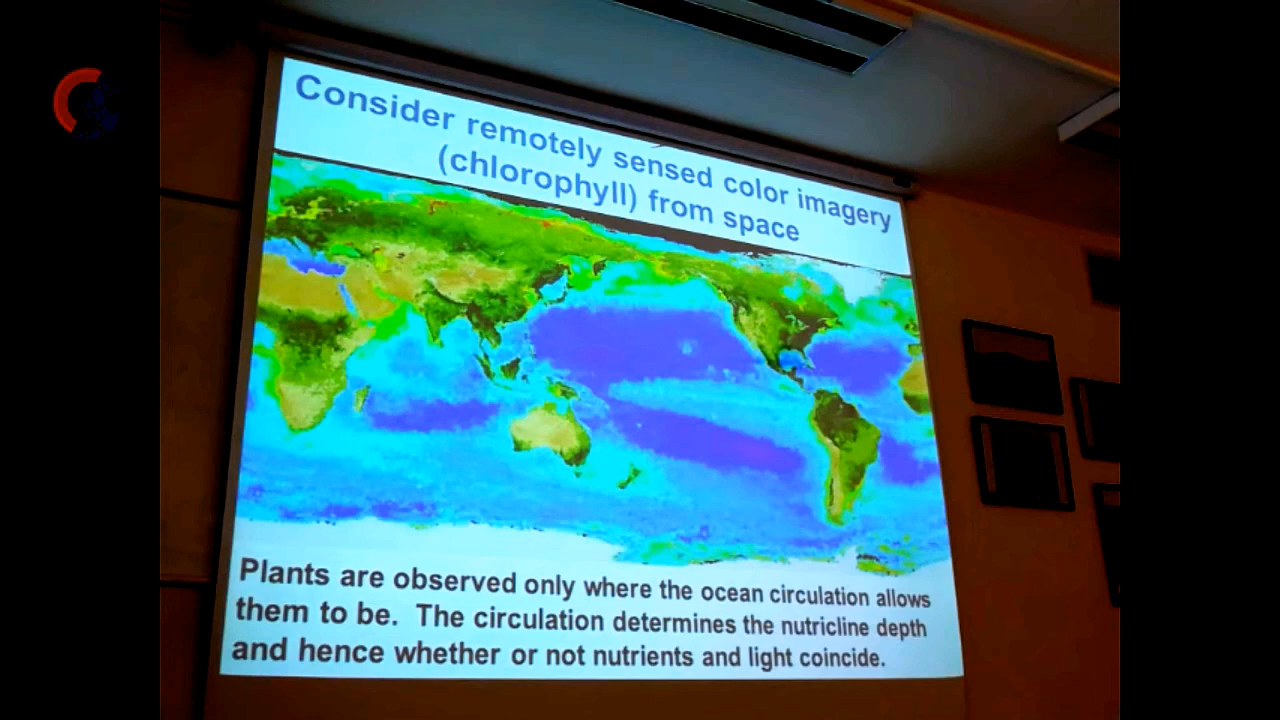 Consider remotely sensed color imagery
(chlorophyll) from space
Plants are observed only where the ocean circulation allows
them to be. The circulation determines the nutricline depth
and hence whether or not nutrients and light coincide.